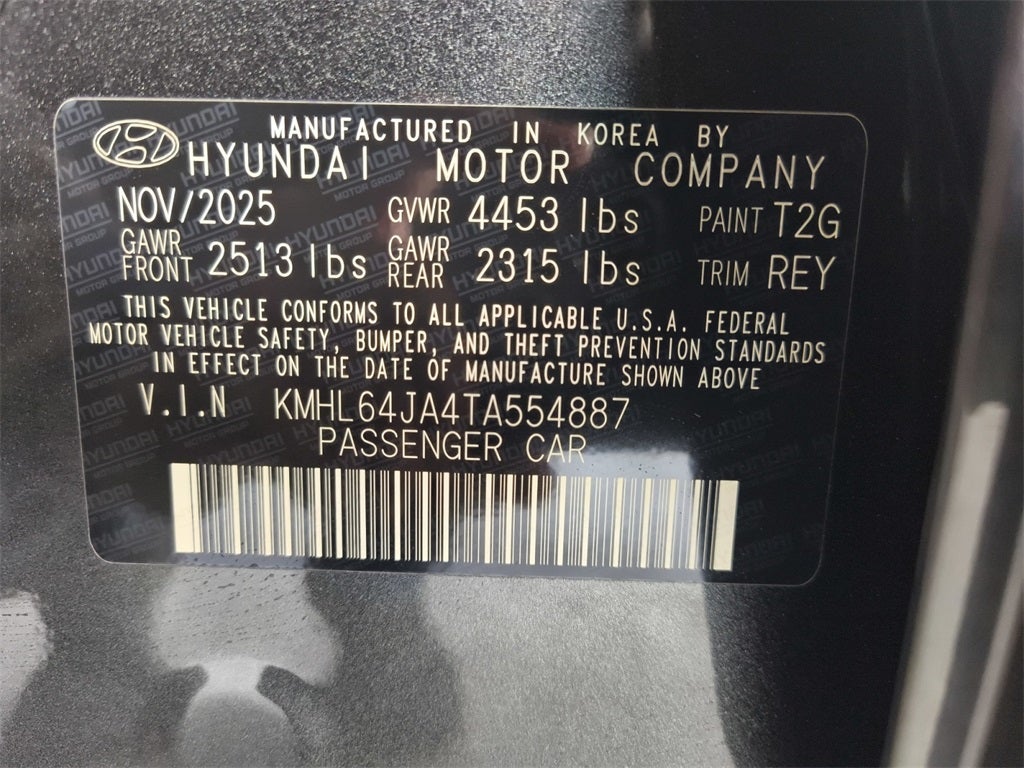 MANUFACTURED IN KOREA BY
HYUNDAI MOTOR COMPANY
NOV/2025 GVWR 4453 lbs PAINT T2G
GAWR FRONT 2513 lbs GAWR REAR 2315 lbs TRIM REY
THIS VEHICLE CONFORMS TO ALL APPLICABLE U.S.A. FEDERAL
MOTOR VEHICLE SAFETY, BUMPER, AND THEFT PREVENTION STANDARDS
IN EFFECT ON THE DATE OF MANUFACTURE SHOWN ABOVE
V.I.N KMHL64JA4TA554887
PASSENGER CAR